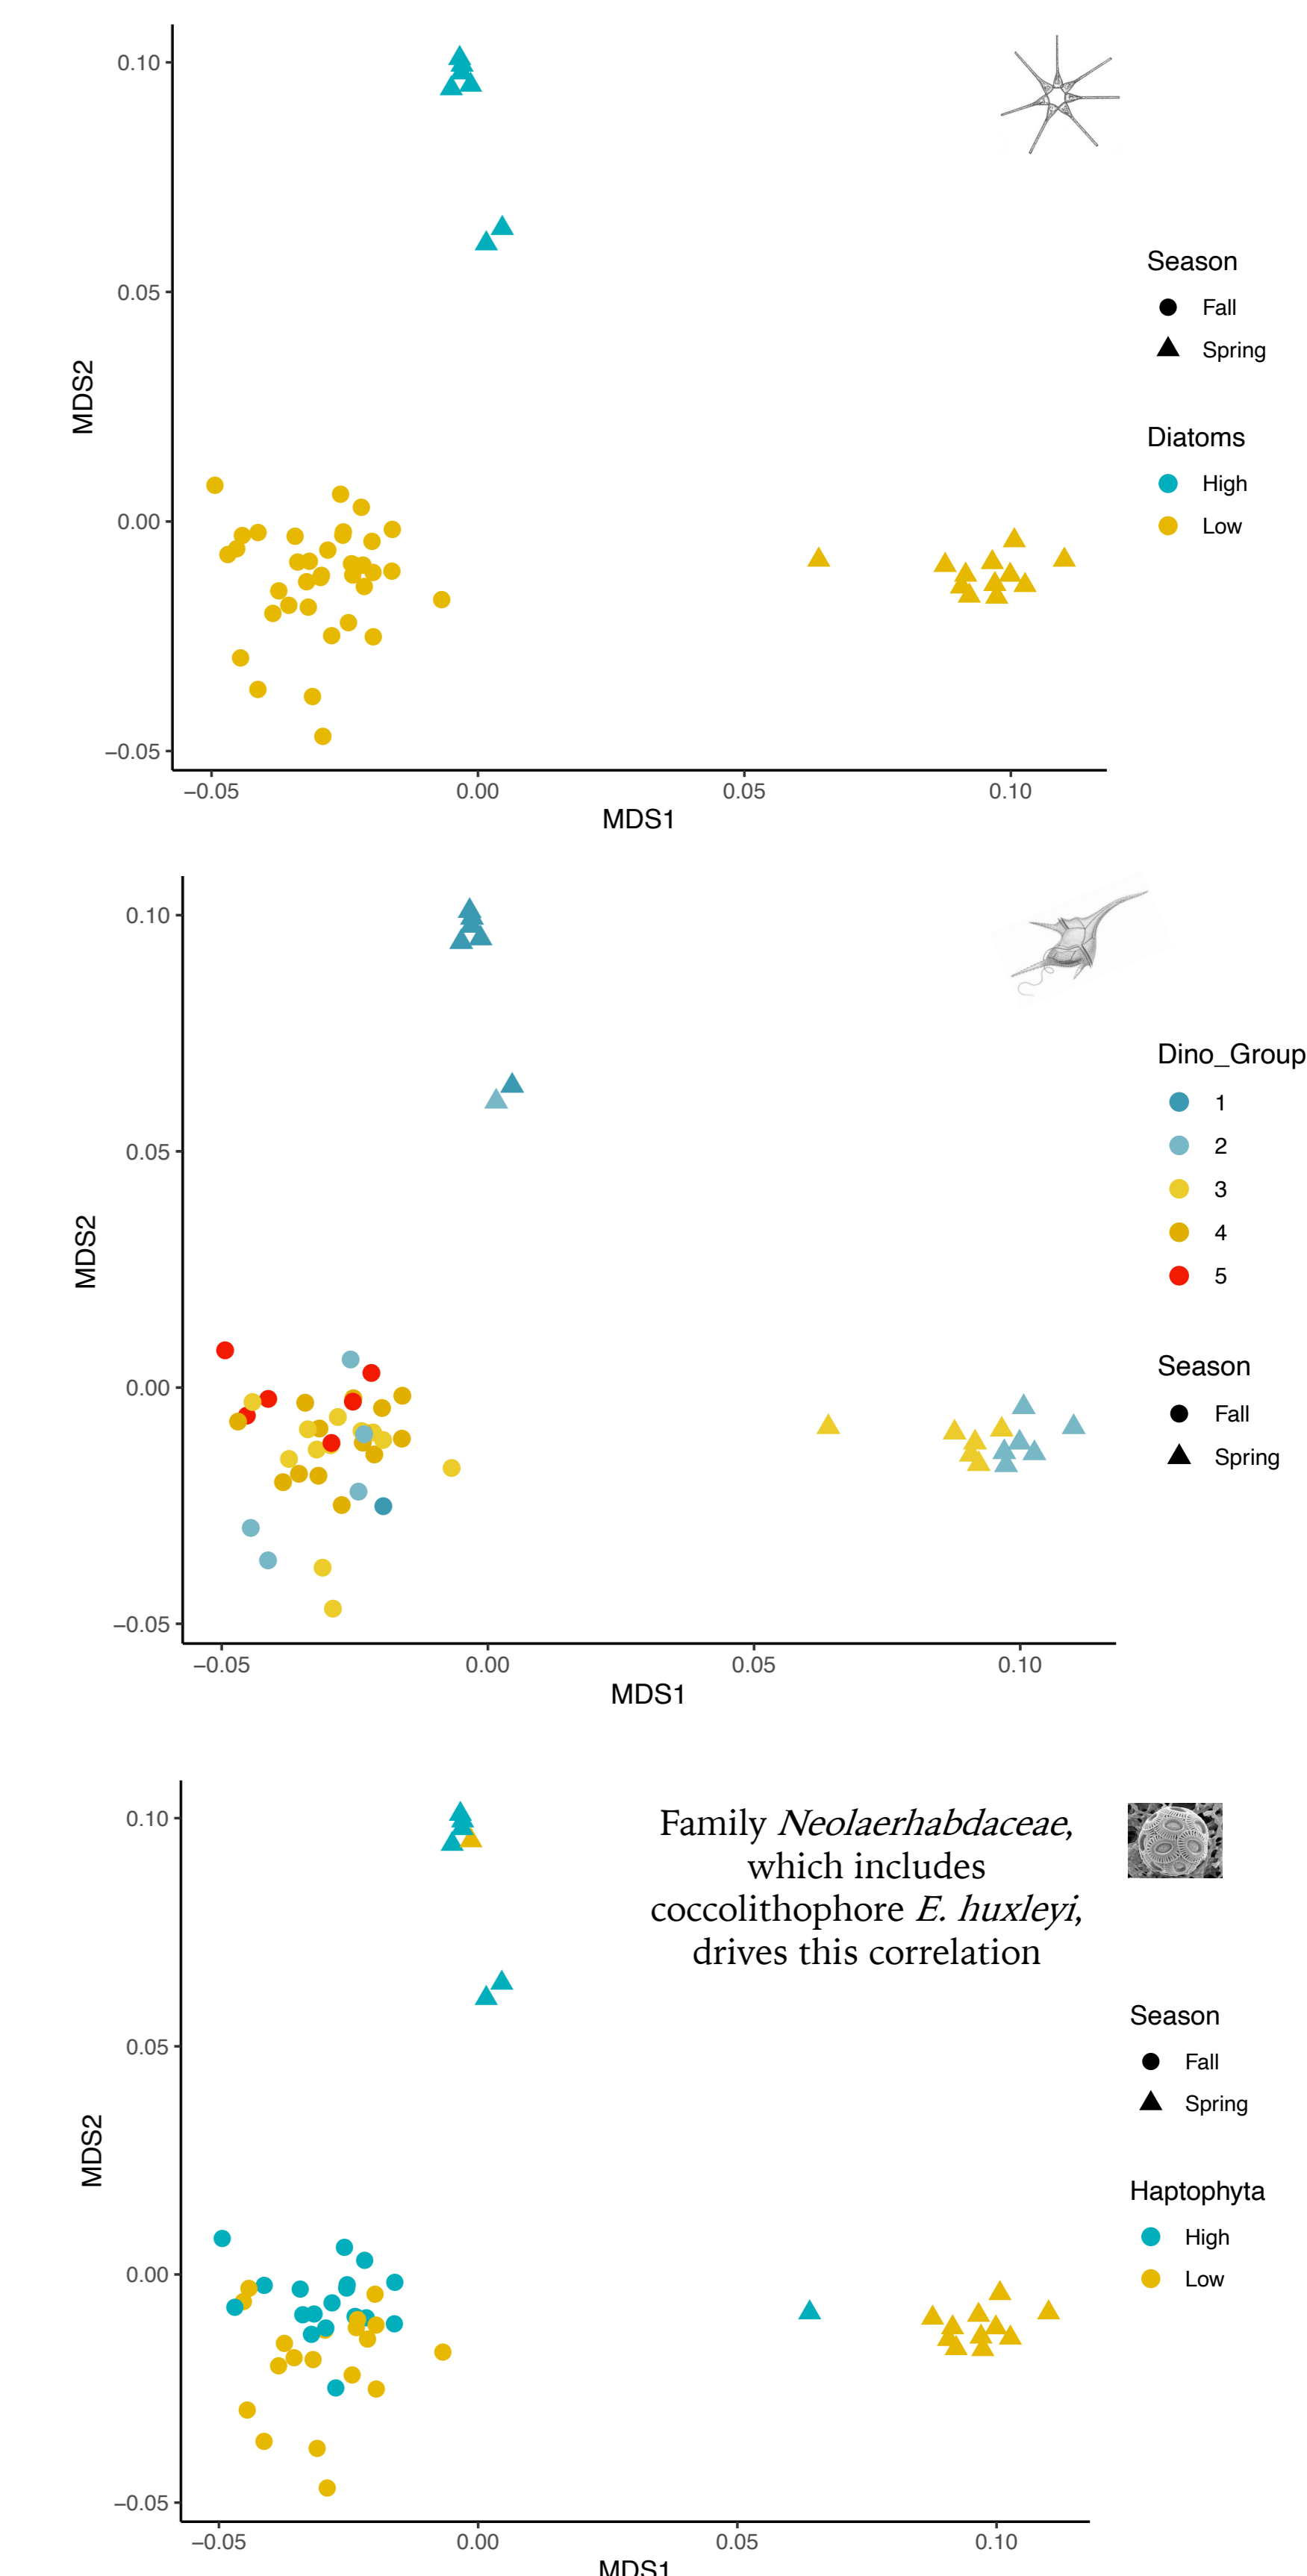 0.10
0.05
0.00
−0.05
MDS2
−0.05 0.00 0.05 0.10
MDS1
Season
Fall
Spring
Diatoms
High
Low
0.10
0.05
0.00
−0.05
MDS2
−0.05 0.00 0.05 0.10
MDS1
Dino_Group
1
2
3
4
5
Season
Fall
Spring
0.10
0.05
0.00
−0.05
MDS2
Family Neolaerhabdaceae,
which includes
coccolithophore E. huxleyi,
drives this correlation
Season
Fall
Spring
Haptophyta
High
Low
−0.05 0.00 0.05 0.10
MDS1